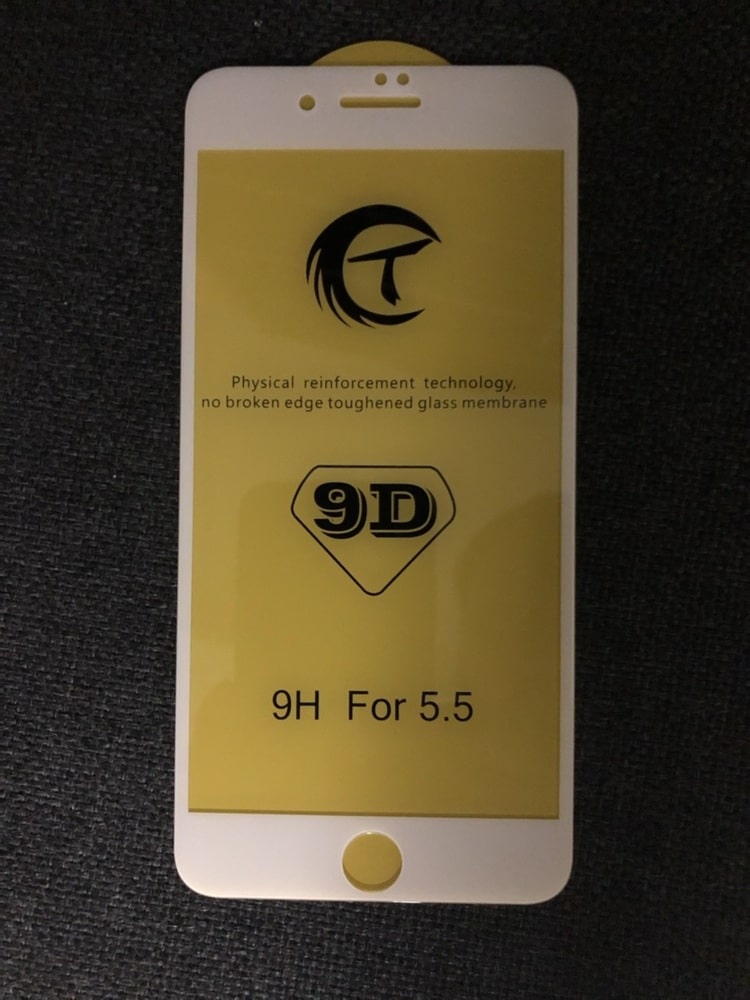 T
Physical reinforcement technology,
no broken edge toughened glass membrane
9D
9H For 5.5